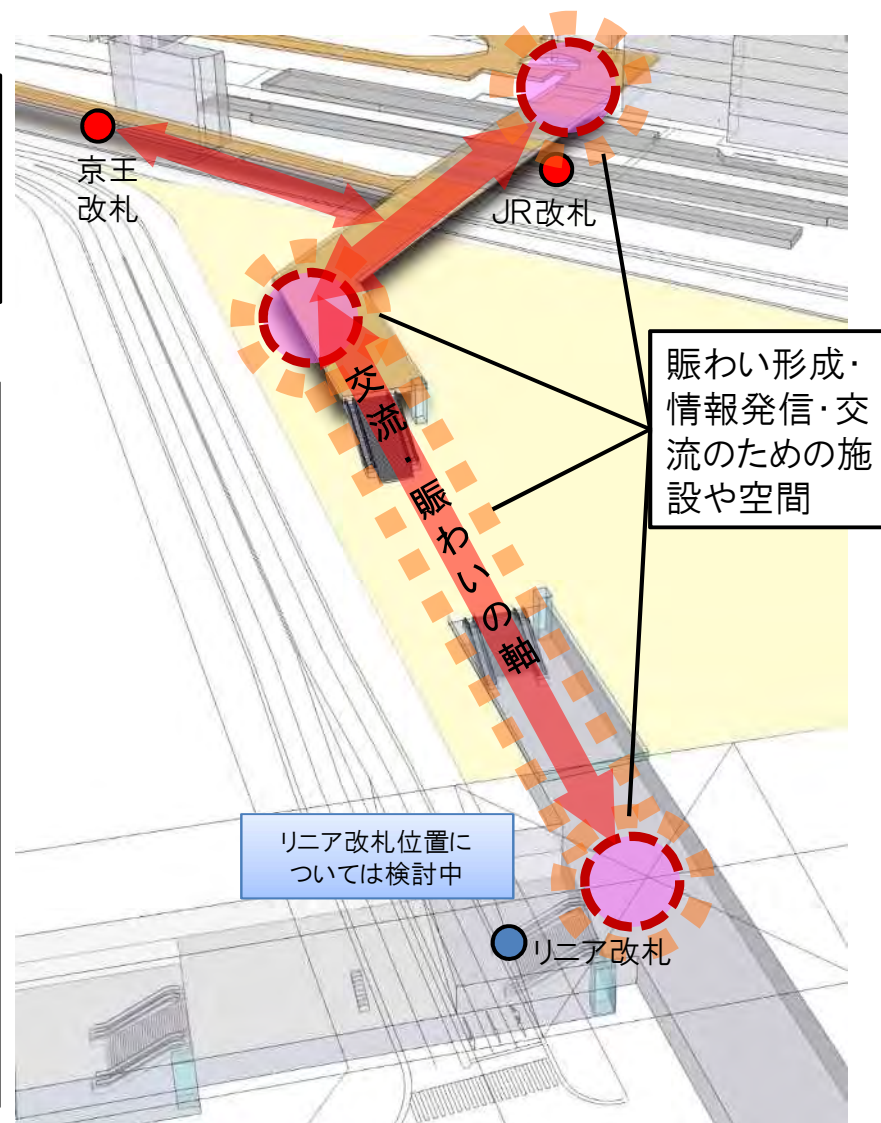 京王
改札
JR改札
交流・賑わいの軸
賑わい形成・
情報発信・交
流のための施
設や空間
リニア改札位置に
ついては検討中
リニア改札